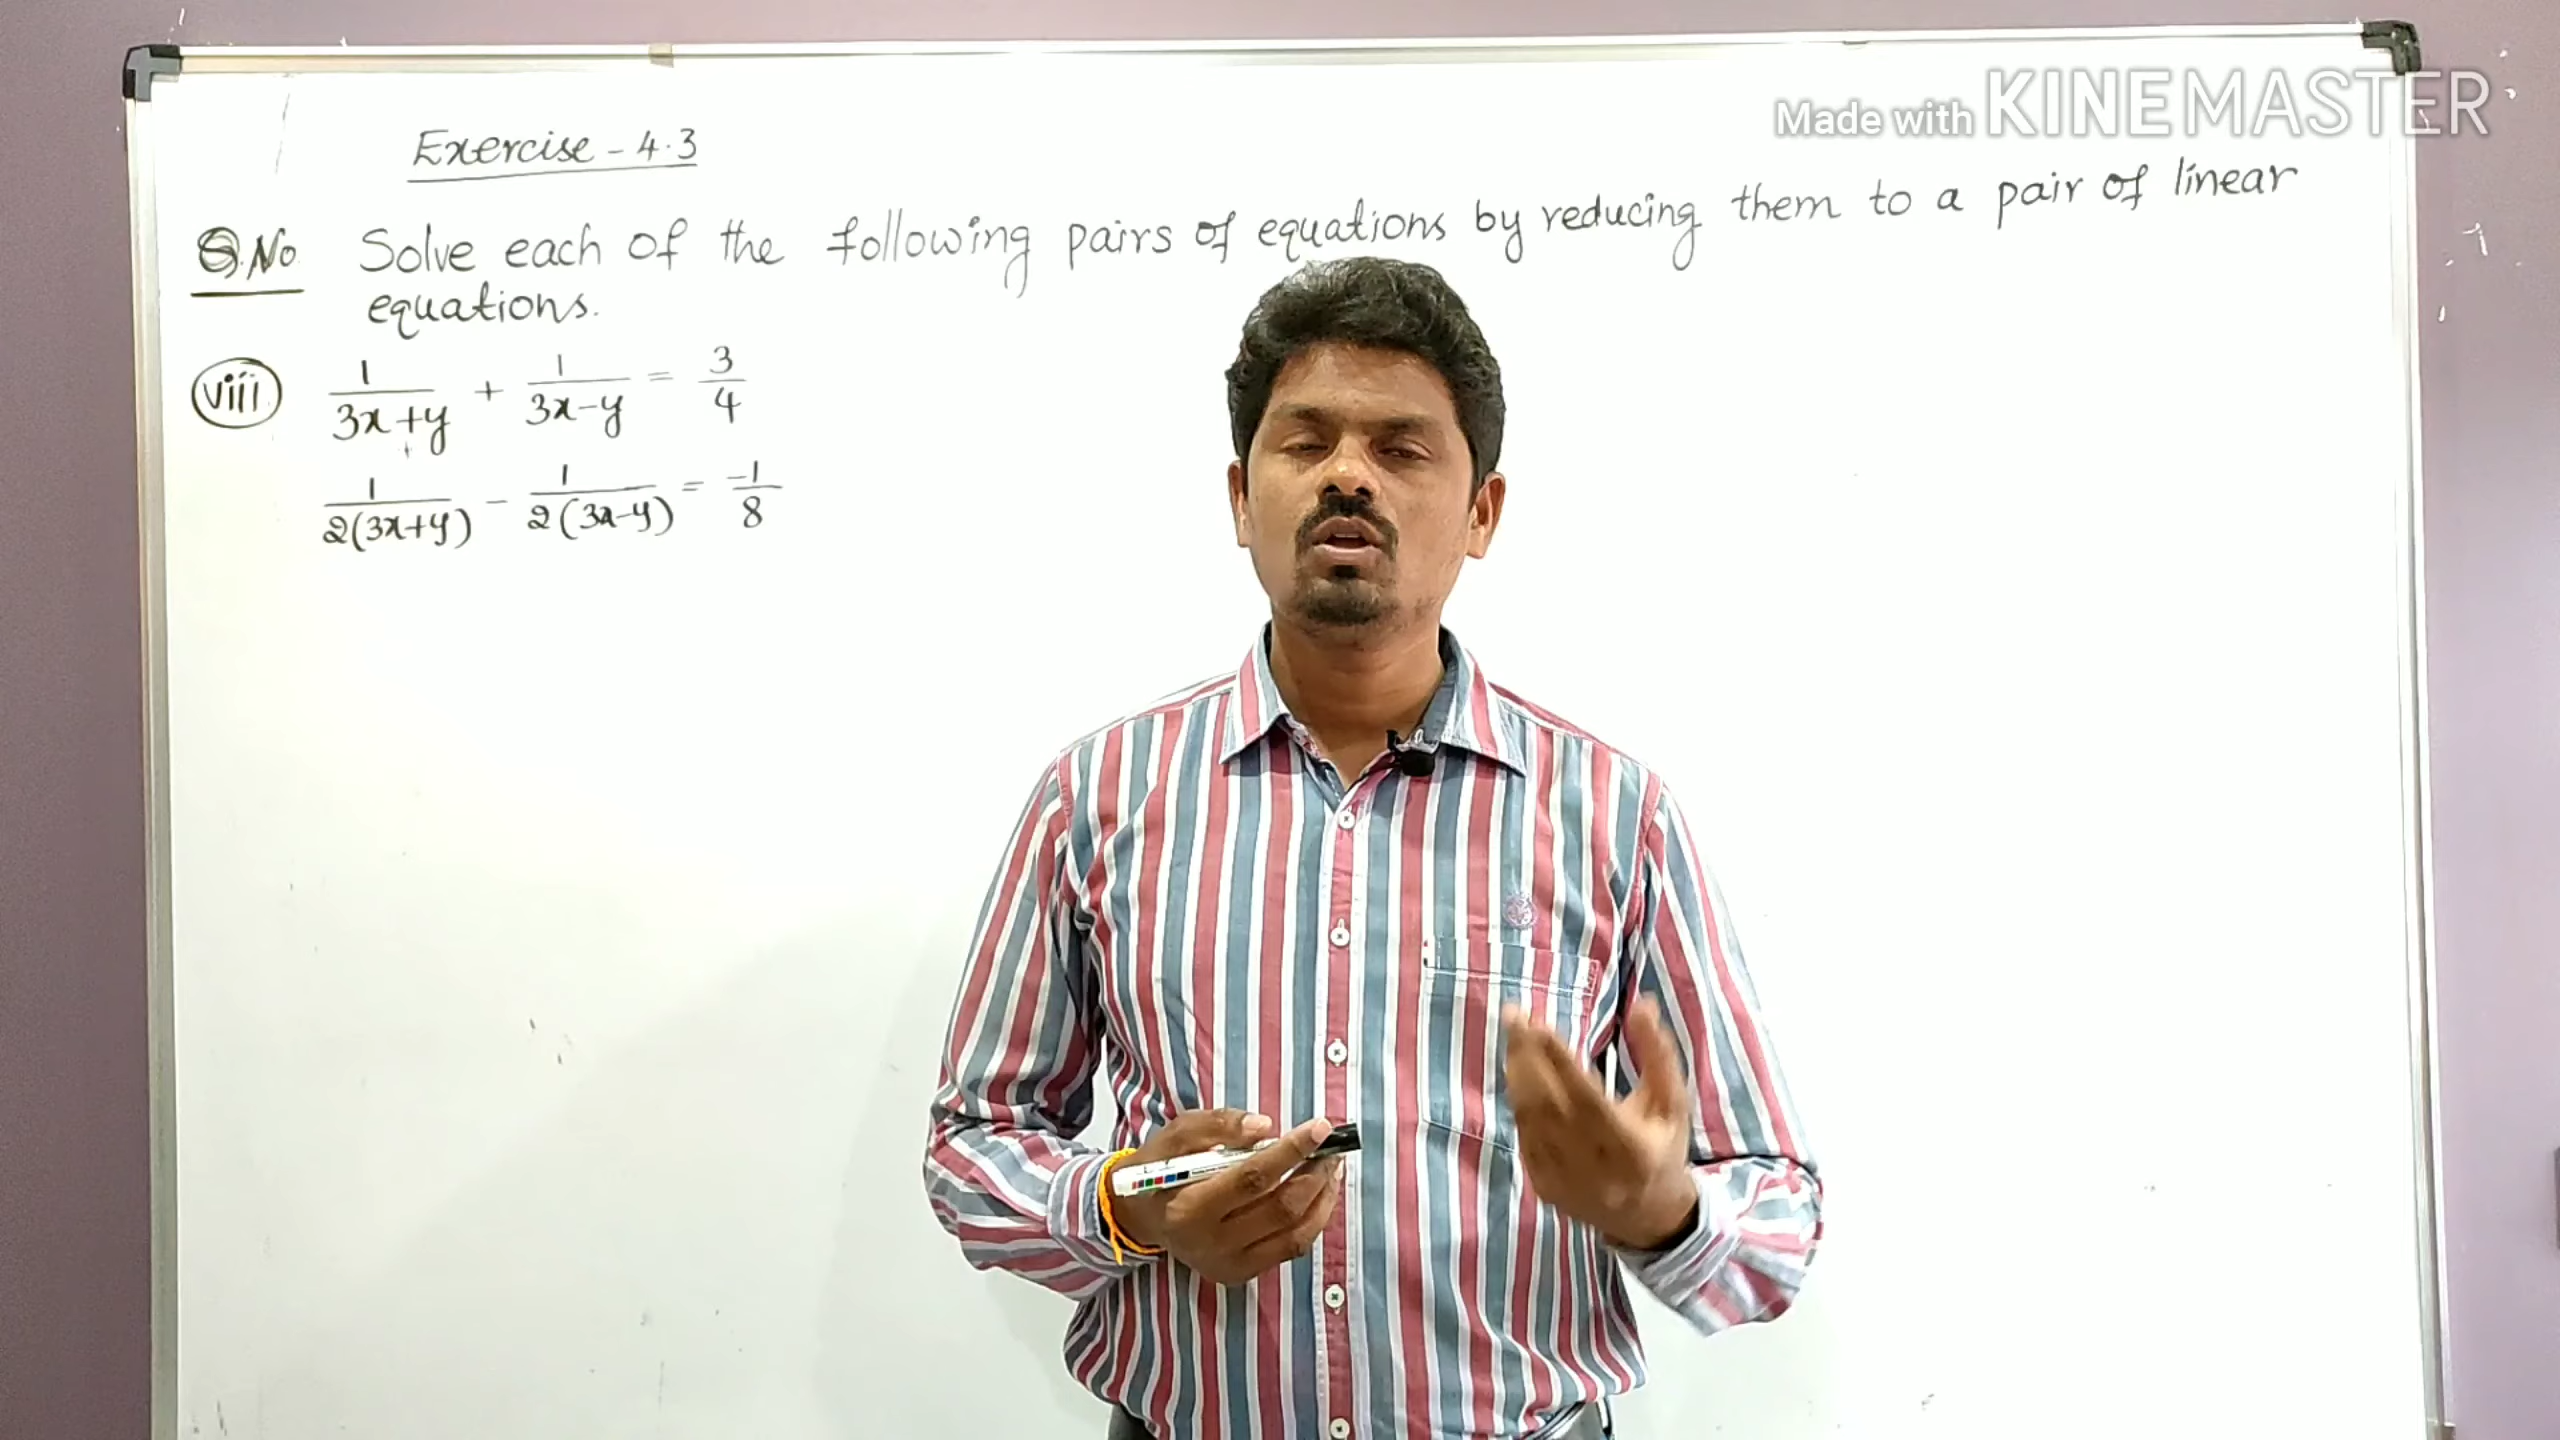 Made with KINEMASTER
Exercise - 4.3
Q.No. Solve each of the following pairs of equations by reducing them to a pair of linear
equations.
(viii) 1/(3x+y) + 1/(3x-y) = 3/4
1/(2(3x+y)) - 1/(2(3x-y)) = -1/8